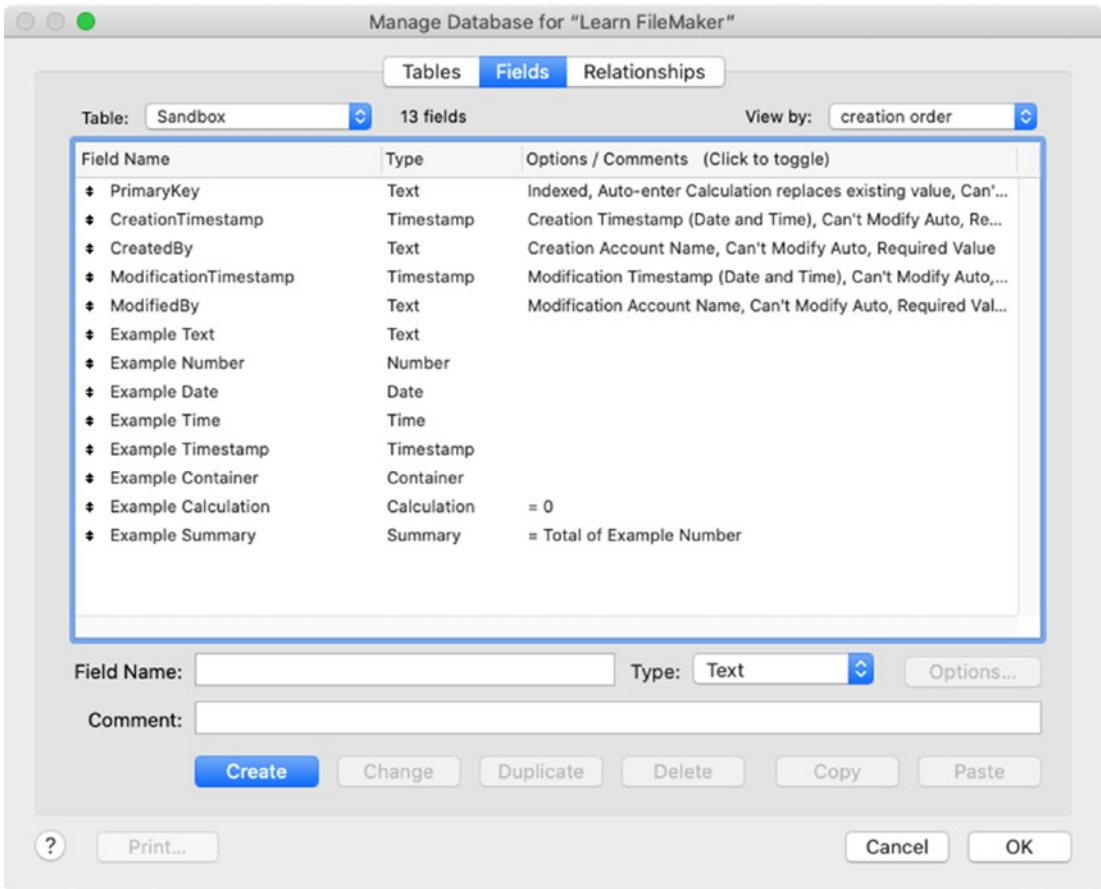 Manage Database for “Learn FileMaker”
Tables Fields Relationships
Table: Sandbox 13 fields View by: creation order
Field Name Type Options / Comments (Click to toggle)
PrimaryKey Text Indexed, Auto-enter Calculation replaces existing value, Can'...
CreationTimestamp Timestamp Creation Timestamp (Date and Time), Can't Modify Auto, Re...
CreatedBy Text Creation Account Name, Can't Modify Auto, Required Value
ModificationTimestamp Timestamp Modification Timestamp (Date and Time), Can't Modify Auto,...
ModifiedBy Text Modification Account Name, Can't Modify Auto, Required Val...
Example Text Text
Example Number Number
Example Date Date
Example Time Time
Example Timestamp Timestamp
Example Container Container
Example Calculation Calculation = 0
Example Summary Summary = Total of Example Number
Field Name: Type: Text Options...
Comment:
Create Change Duplicate Delete Copy Paste
? Print... Cancel OK